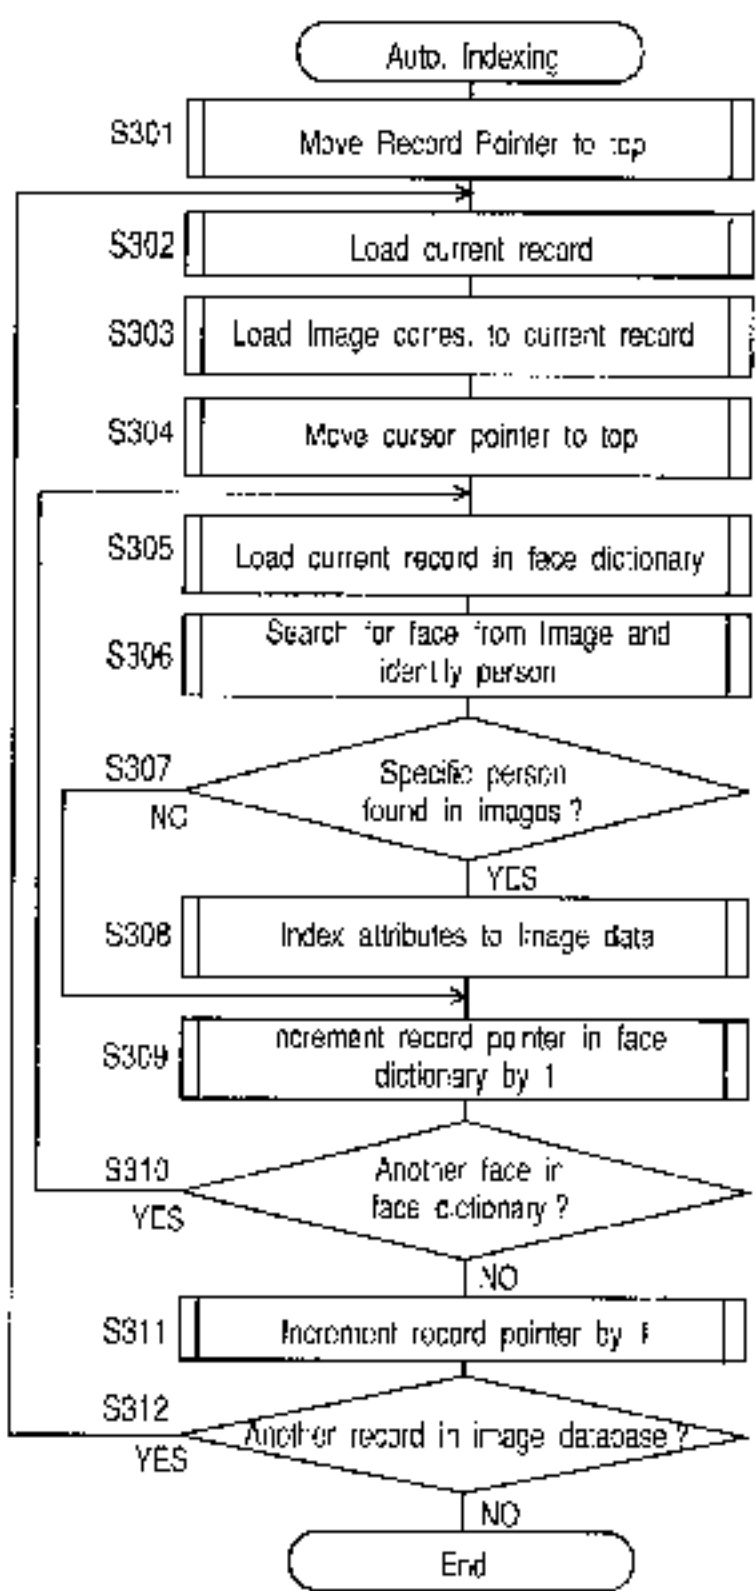 Auto. Indexing
S301
Move Record Pointer to top
S302
Load current record
S303
Load Image corres. to current record
S304
Move cursor pointer to top
S305
Load current record in face dictionary
S306
Search for face from Image and
identify person
S307
Specific person
found in images ?
NO
YES
S308
Index attributes to Image data
S309
Increment record pointer in face
dictionary by 1
S310
Another face in
face dictionary ?
YES
NO
S311
Increment record pointer by 1
S312
Another record in image database ?
YES
NO
End